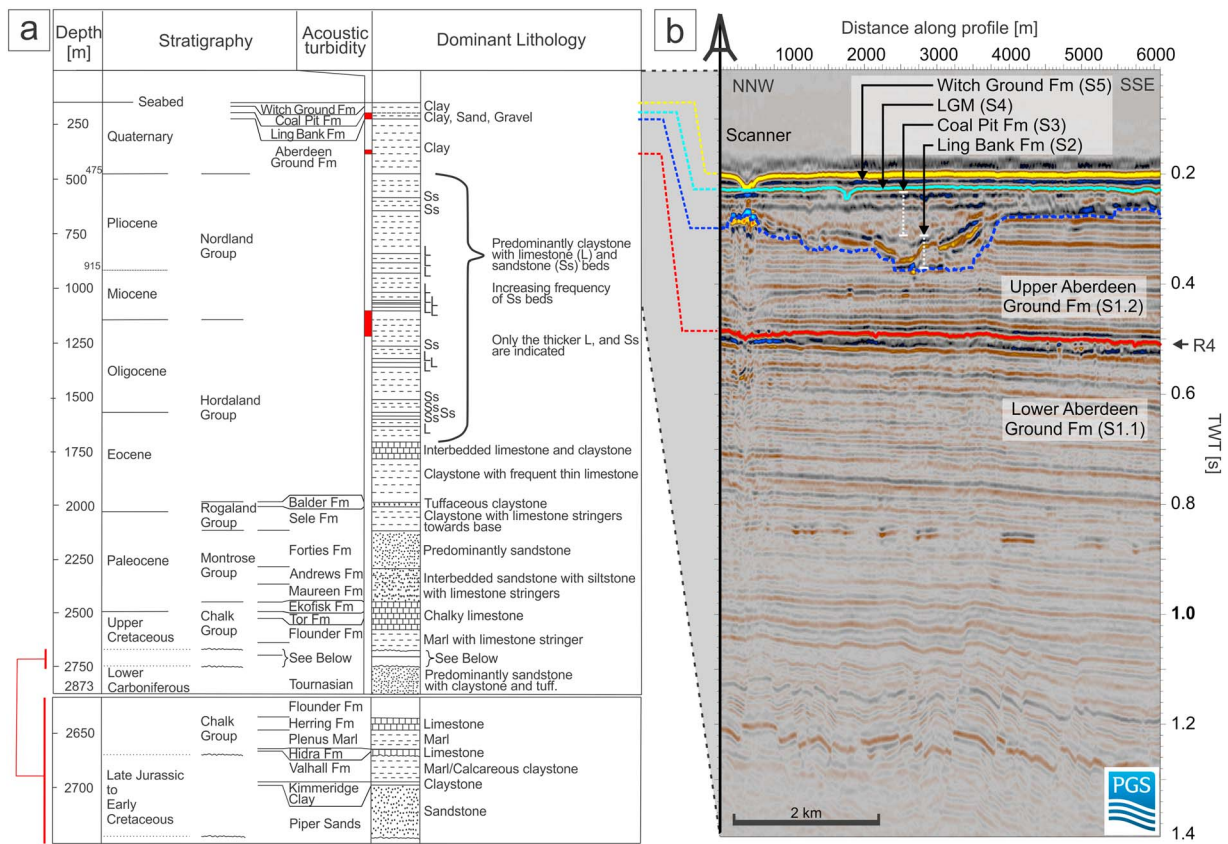 a
Depth
[m]
Stratigraphy
Acoustic
turbidity
Dominant Lithology
Seabed
250
475
500
750
915
1000
1250
1500
1750
2000
2250
2500
2750
2873
Quaternary
Pliocene
Miocene
Oligocene
Eocene
Paleocene
Upper
Cretaceous
Lower
Carboniferous
Nordland
Group
Hordaland
Group
Rogaland
Group
Montrose
Group
Chalk
Group
Witch Ground Fm
Coal Pit Fm
Ling Bank Fm
Aberdeen
Ground Fm
Balder Fm
Sele Fm
Forties Fm
Andrews Fm
Maureen Fm
Ekofisk Fm
Tor Fm
Flounder Fm
See Below
Tournasian
Clay
Clay, Sand, Gravel
Clay
Ss
Ss
L
L
L
L
L
Ss
L
L
L
Ss
Ss
Ss
Ss
L
Predominantly claystone
with limestone (L) and
sandstone (Ss) beds
Increasing frequency
of Ss beds
Only the thicker L, and Ss
are indicated
Interbedded limestone and claystone
Claystone with frequent thin limestone
Tuffaceous claystone
Claystone with limestone stringers
towards base
Predominantly sandstone
Interbedded sandstone with siltstone
with limestone stringers
Chalky limestone
Marl with limestone stringer
See Below
Predominantly sandstone
with claystone and tuff.
2650
2700
Chalk
Group
Late Jurassic
to
Early
Cretaceous
Flounder Fm
Herring Fm
Plenus Marl
Hidra Fm
Valhall Fm
Kimmeridge
Clay
Piper Sands
Limestone
Marl
Limestone
Marl/Calcareous claystone
Claystone
Sandstone
b
Distance along profile [m]
1000 2000 3000 4000 5000 6000
NNW
SSE
Witch Ground Fm (S5)
LGM (S4)
Coal Pit Fm (S3)
Ling Bank Fm (S2)
Scanner
Upper Aberdeen
Ground Fm (S1.2)
R4
Lower Aberdeen
Ground Fm (S1.1)
0.2
0.4
0.6
0.8
1.0
1.2
1.4
TWT [s]
2 km
PGS